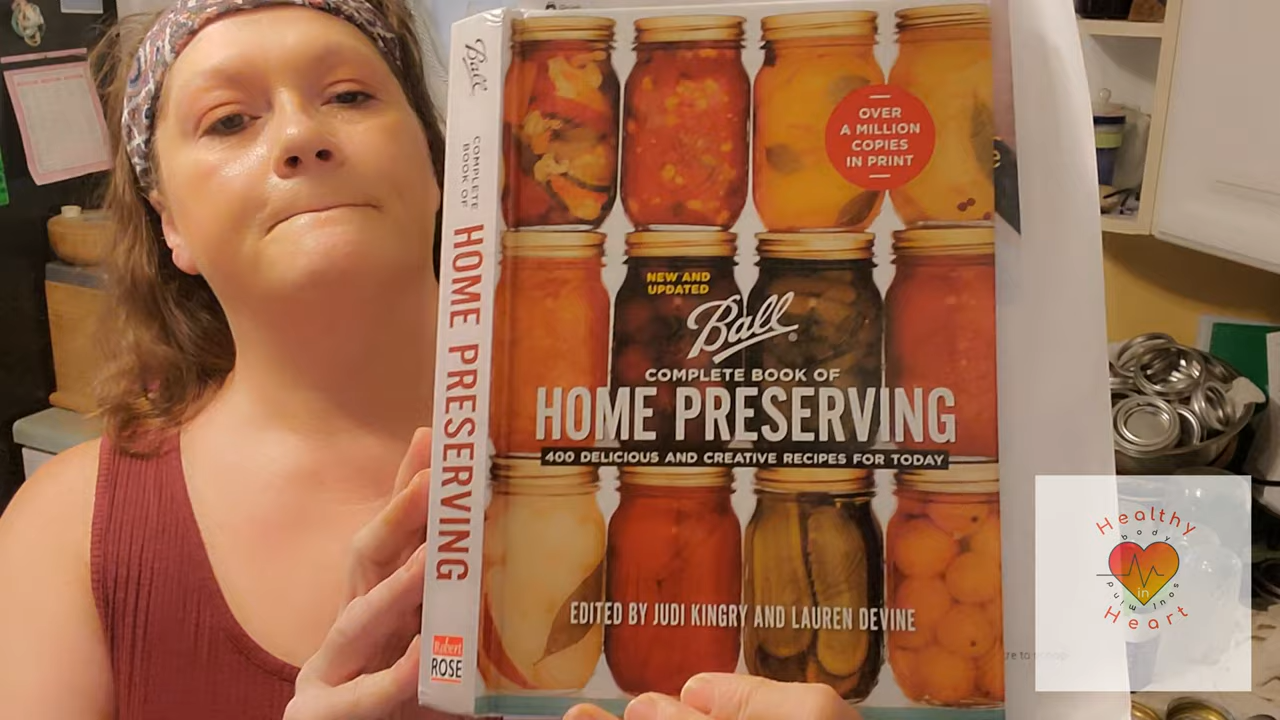 Ball
COMPLETE
BOOK OF
HOME PRESERVING
Robert
ROSE
OVER
A MILLION
COPIES
IN PRINT
NEW AND
UPDATED
Ball
COMPLETE BOOK OF
HOME PRESERVING
400 DELICIOUS AND CREATIVE RECIPES FOR TODAY
EDITED BY JUDI KINGRY AND LAUREN DEVINE
Healthy
body
in
soul mind
Heart